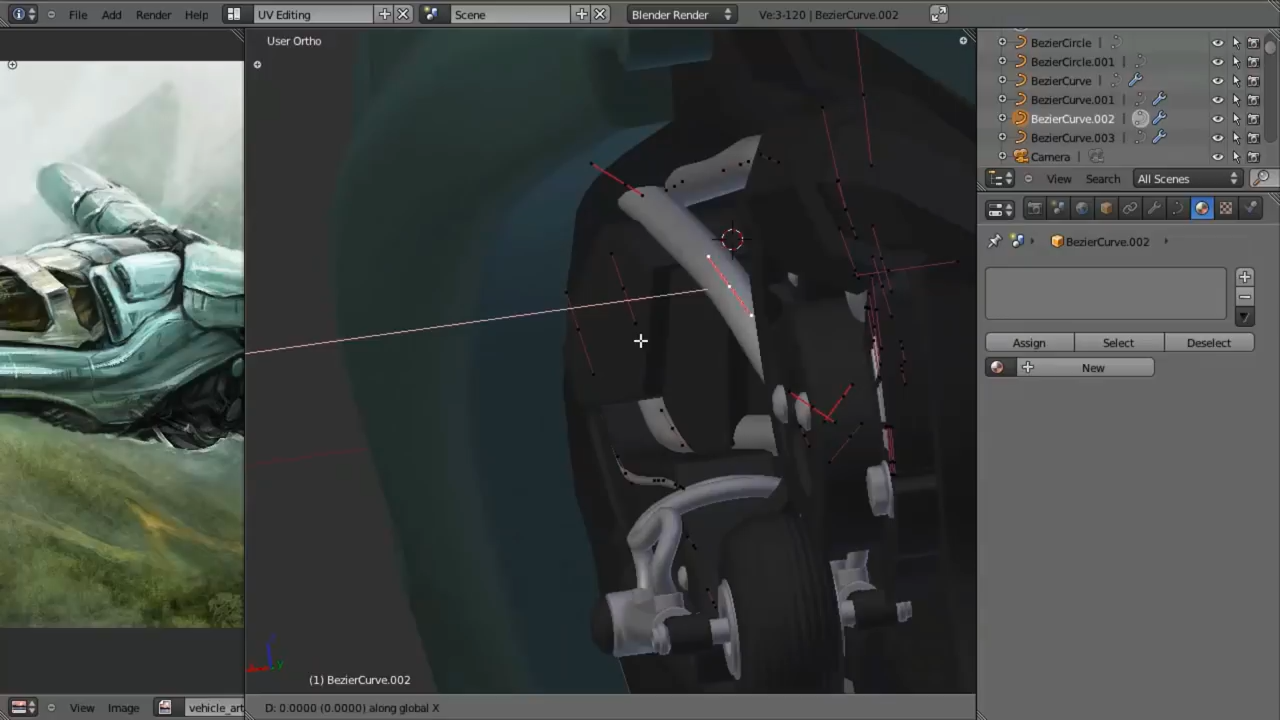 File Add Render Help UV Editing Scene Blender Render Ve:3-120 | BezierCurve.002
User Ortho
BezierCircle
BezierCircle.001
BezierCurve
BezierCurve.001
BezierCurve.002
BezierCurve.003
Camera
View Search All Scenes
BezierCurve.002
Assign Select Deselect
New
(1) BezierCurve.002
View Image vehicle_art D: 0.0000 (0.0000) along global X